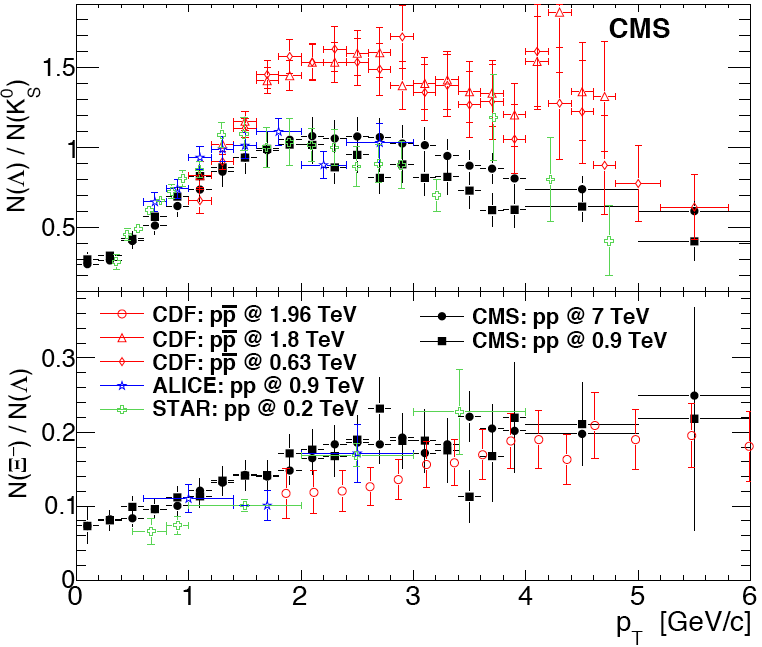 CMS
N(Λ) / N(K⁰_S)
1.5
1
0.5
CDF: pp̅ @ 1.96 TeV
CDF: pp̅ @ 1.8 TeV
CDF: pp̅ @ 0.63 TeV
ALICE: pp @ 0.9 TeV
STAR: pp @ 0.2 TeV
CMS: pp @ 7 TeV
CMS: pp @ 0.9 TeV
N(Ξ⁻) / N(Λ)
0.3
0.2
0.1
0
0 1 2 3 4 5 6
p_T [GeV/c]